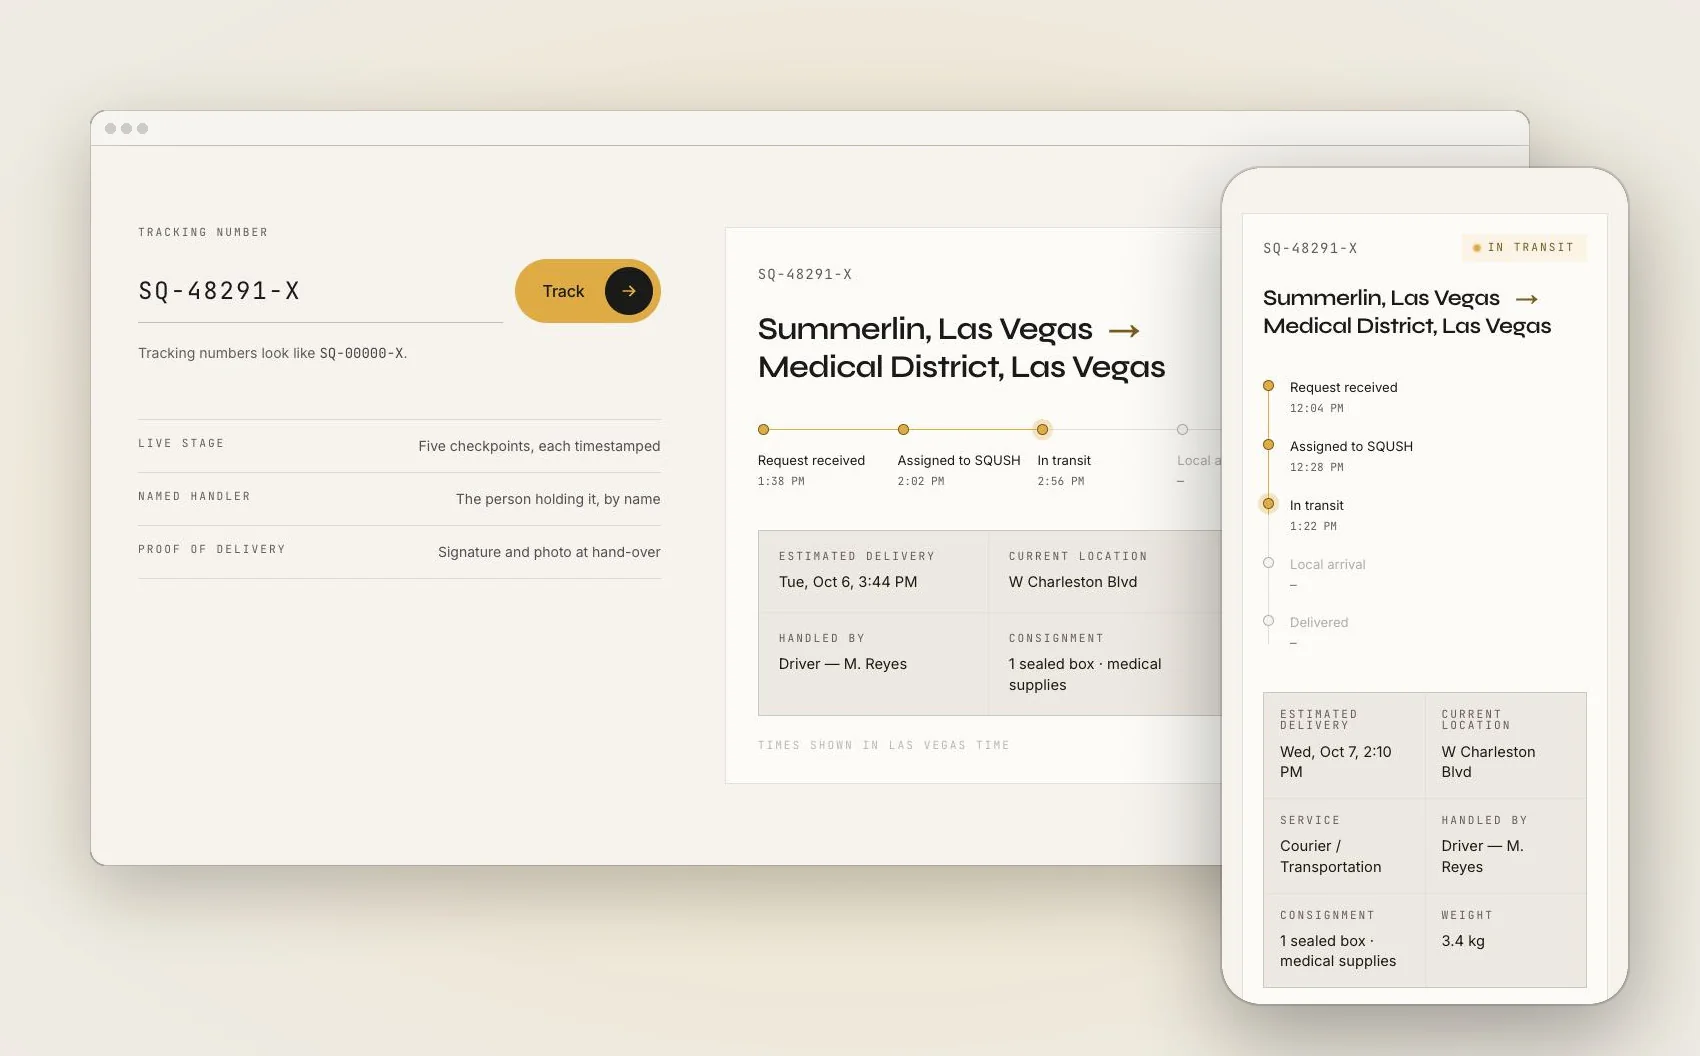 TRACKING NUMBER
SQ-48291-X
Track
Tracking numbers look like SQ-00000-X.
LIVE STAGE
Five checkpoints, each timestamped
NAMED HANDLER
The person holding it, by name
PROOF OF DELIVERY
Signature and photo at hand-over
SQ-48291-X
Summerlin, Las Vegas →
Medical District, Las Vegas
Request received
1:38 PM
Assigned to SQUSH
2:02 PM
In transit
2:56 PM
Local a
–
ESTIMATED DELIVERY
Tue, Oct 6, 3:44 PM
CURRENT LOCATION
W Charleston Blvd
HANDLED BY
Driver — M. Reyes
CONSIGNMENT
1 sealed box · medical
supplies
TIMES SHOWN IN LAS VEGAS TIME
SQ-48291-X
IN TRANSIT
Summerlin, Las Vegas →
Medical District, Las Vegas
Request received
12:04 PM
Assigned to SQUSH
12:28 PM
In transit
1:22 PM
Local arrival
–
Delivered
–
ESTIMATED
DELIVERY
Wed, Oct 7, 2:10
PM
CURRENT
LOCATION
W Charleston
Blvd
SERVICE
Courier /
Transportation
HANDLED BY
Driver — M.
Reyes
CONSIGNMENT
1 sealed box ·
medical supplies
WEIGHT
3.4 kg